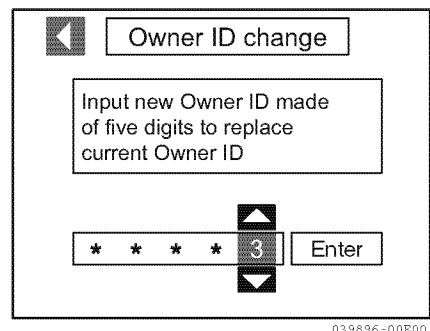 Owner ID change
Input new Owner ID made
of five digits to replace
current Owner ID
* * * * 3 Enter
039896-00E00